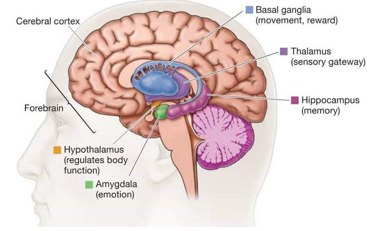 Cerebral cortex
Basal ganglia
(movement, reward)
Thalamus
(sensory gateway)
Hippocampus
(memory)
Forebrain
Hypothalamus
(regulates body
function)
Amygdala
(emotion)